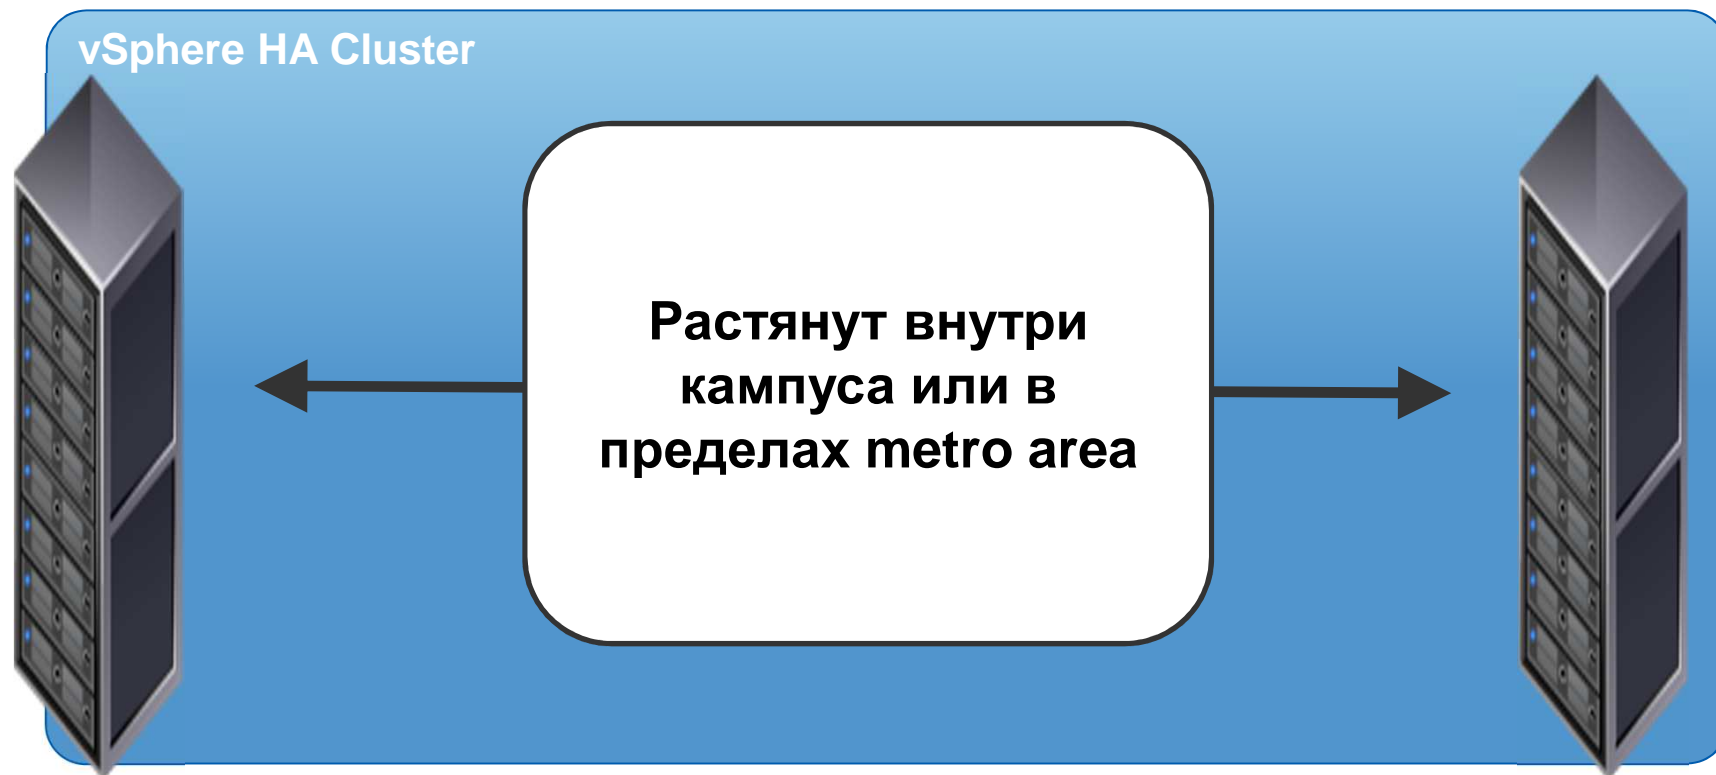 vSphere HA Cluster
Растянут внутри
кампуса или в
пределах metro area